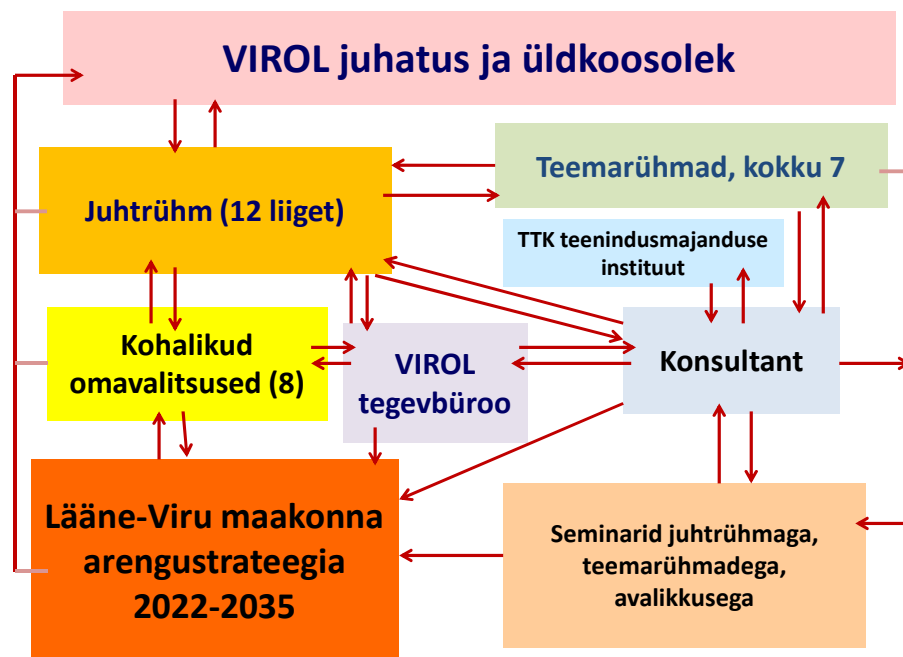 VIROL juhatus ja üldkoosolek
Juhtrühm (12 liiget)
Teemarühmad, kokku 7
TTK teenindusmajanduse
instituut
Kohalikud
omavalitsused (8)
VIROL
tegevbüroo
Konsultant
Lääne-Viru maakonna
arengustrateegia
2022-2035
Seminarid juhtrühmaga,
teemarühmadega,
avalikkusega